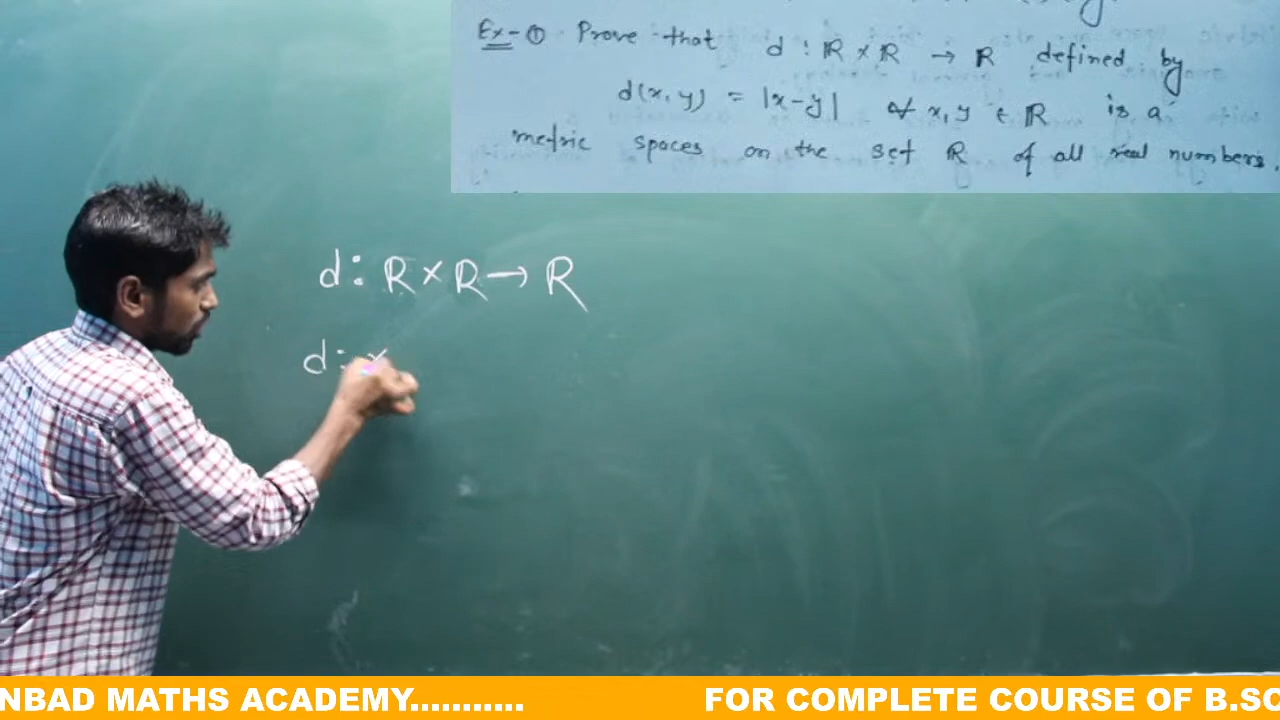 Ex-① Prove that d : ℝ × ℝ → ℝ defined by
d(x, y) = |x-y| ∀ x, y ∈ ℝ is a
metric spaces on the set ℝ of all real numbers.
d : ℝ × ℝ → ℝ
d : x
NBAD MATHS ACADEMY........... FOR COMPLETE COURSE OF B.SC